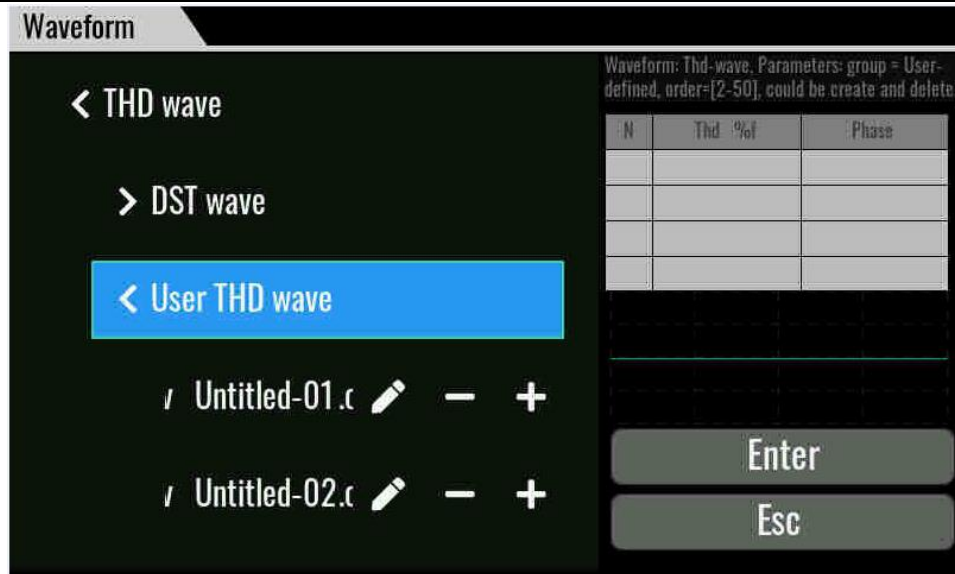 Waveform
< THD wave
> DST wave
< User THD wave
Untitled-01.c
Untitled-02.c
Waveform: Thd-wave, Parameters: group = User-
defined, order=[2-50], could be create and delete
N Thd %f Phase
Enter
Esc